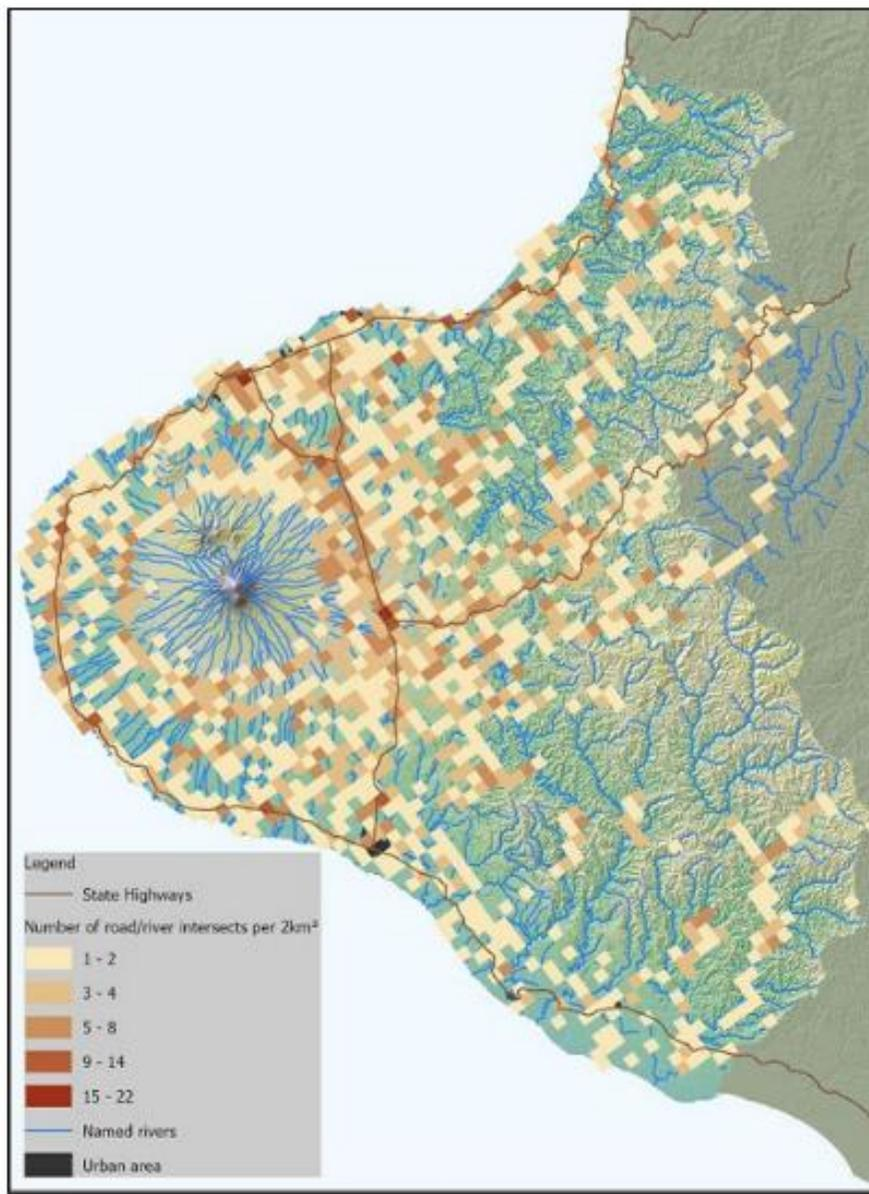 Legend
State Highways
Number of road/river intersects per 2km²
1 - 2
3 - 4
5 - 8
9 - 14
15 - 22
Named rivers
Urban area